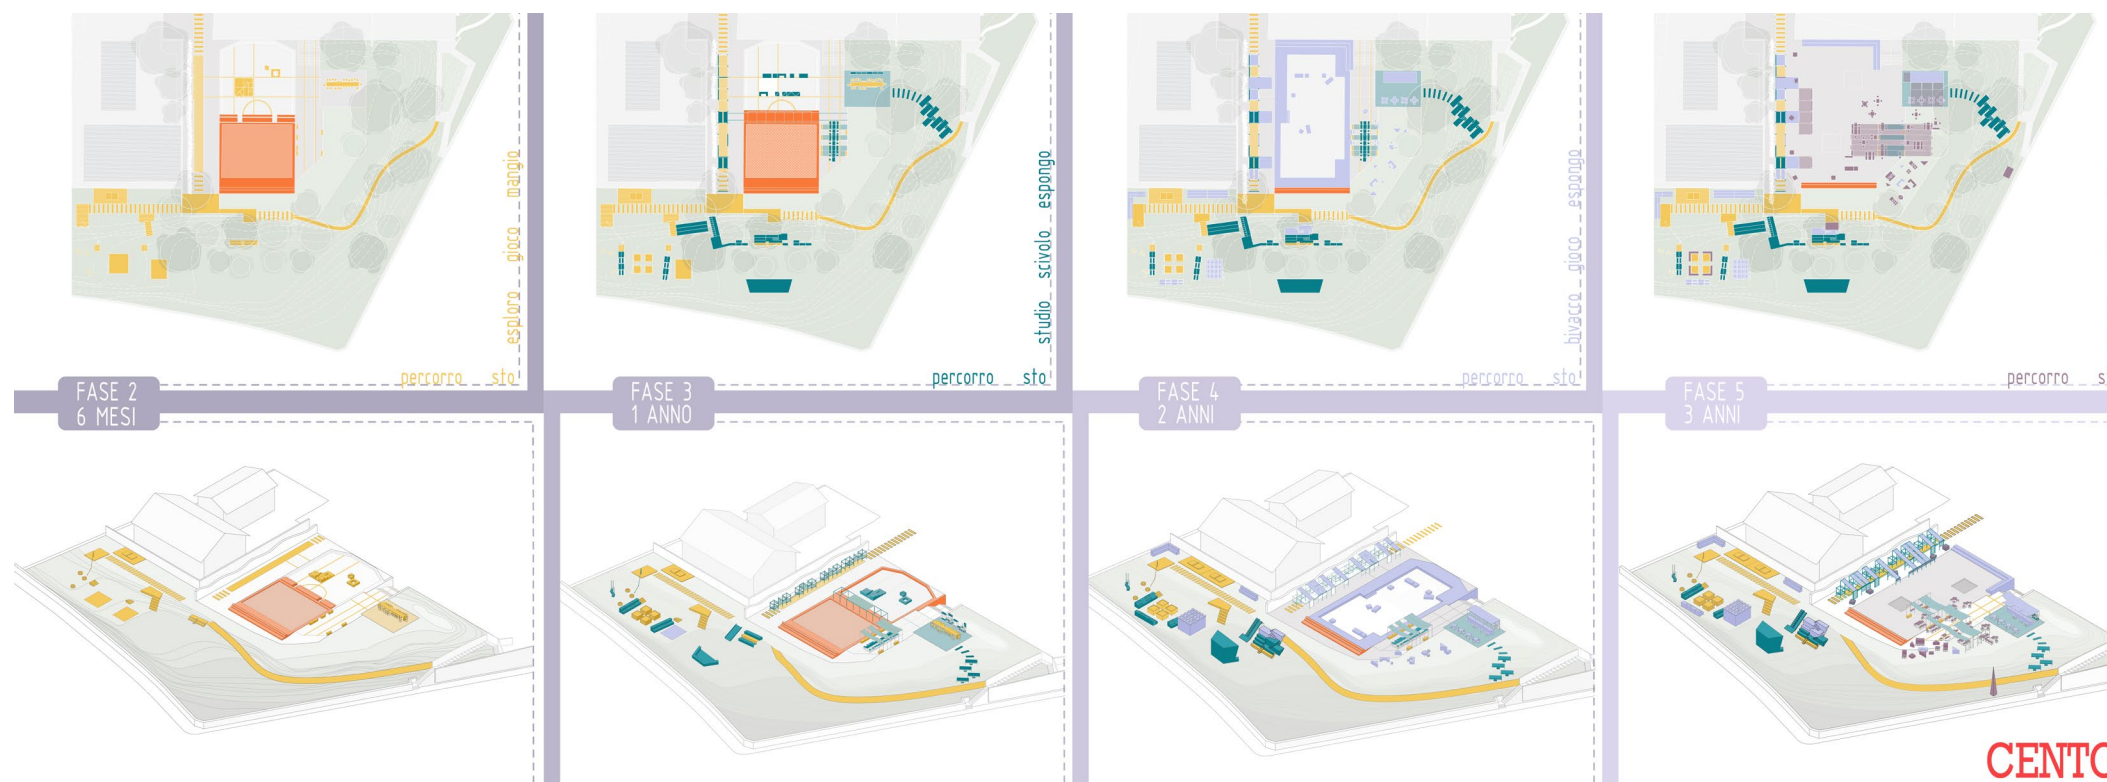 esploro gioco mangio
percorro sto
FASE 2
6 MESI
studio scivolo espongo
percorro sto
FASE 3
1 ANNO
bivacco gioco espongo
percorro sto
FASE 4
2 ANNI
percorro s
FASE 5
3 ANNI
CENTO